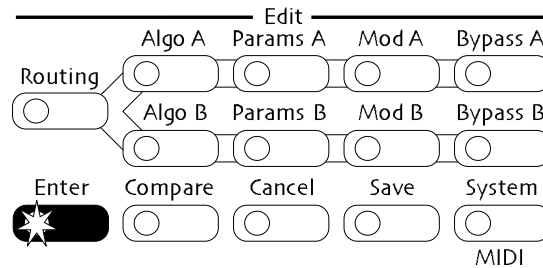 Edit
Algo A Params A Mod A Bypass A
Routing
Algo B Params B Mod B Bypass B
Enter Compare Cancel Save System
MIDI